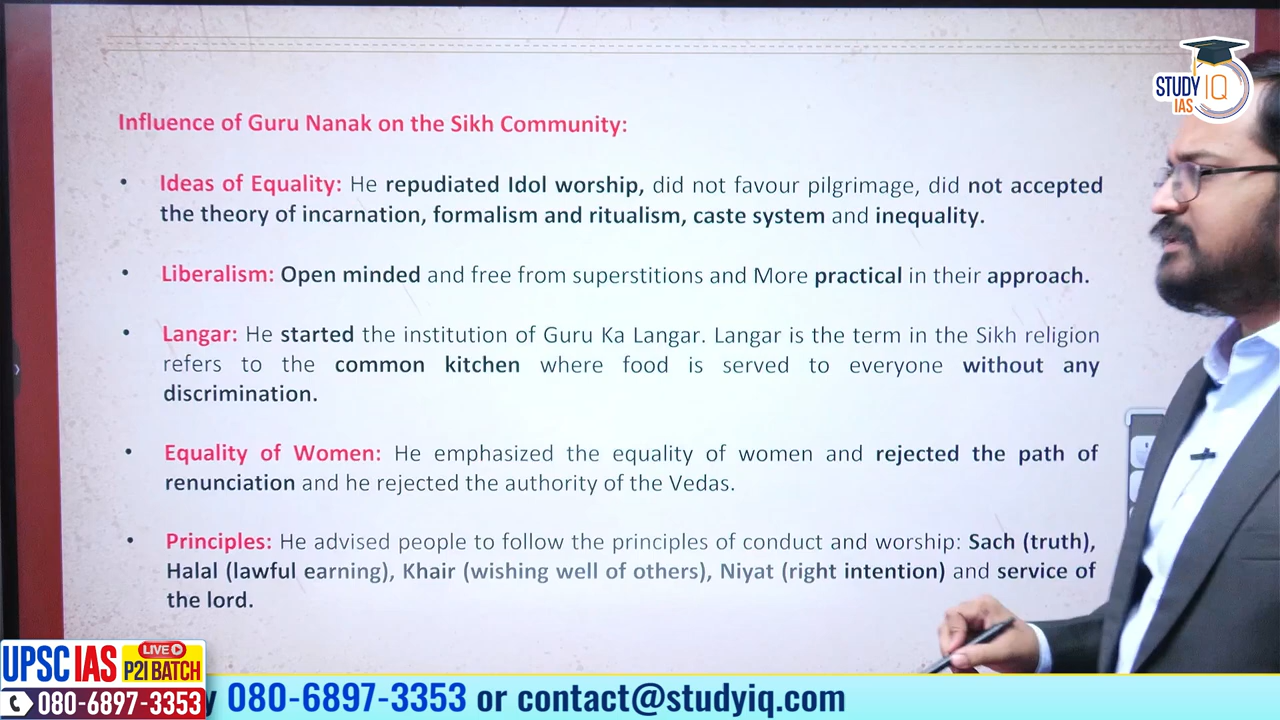 STUDY IQ
IAS
Influence of Guru Nanak on the Sikh Community:
• Ideas of Equality: He repudiated Idol worship, did not favour pilgrimage, did not accepted
the theory of incarnation, formalism and ritualism, caste system and inequality.
• Liberalism: Open minded and free from superstitions and More practical in their approach.
• Langar: He started the institution of Guru Ka Langar. Langar is the term in the Sikh religion
refers to the common kitchen where food is served to everyone without any
discrimination.
• Equality of Women: He emphasized the equality of women and rejected the path of
renunciation and he rejected the authority of the Vedas.
• Principles: He advised people to follow the principles of conduct and worship: Sach (truth),
Halal (lawful earning), Khair (wishing well of others), Niyat (right intention) and service of
the lord.
UPSC IAS LIVE P2I BATCH
080-6897-3353
y 080-6897-3353 or contact@studyiq.com